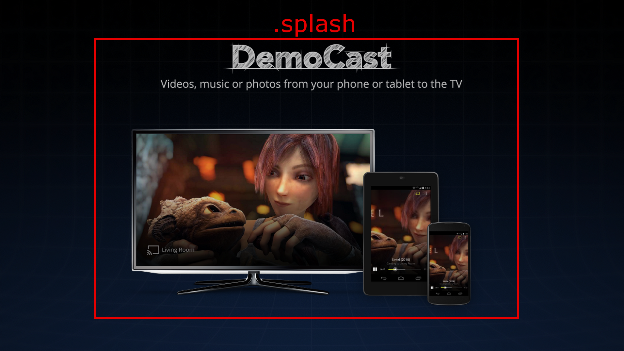 .splash
DemoCast
Videos, music or photos from your phone or tablet to the TV
Living Room